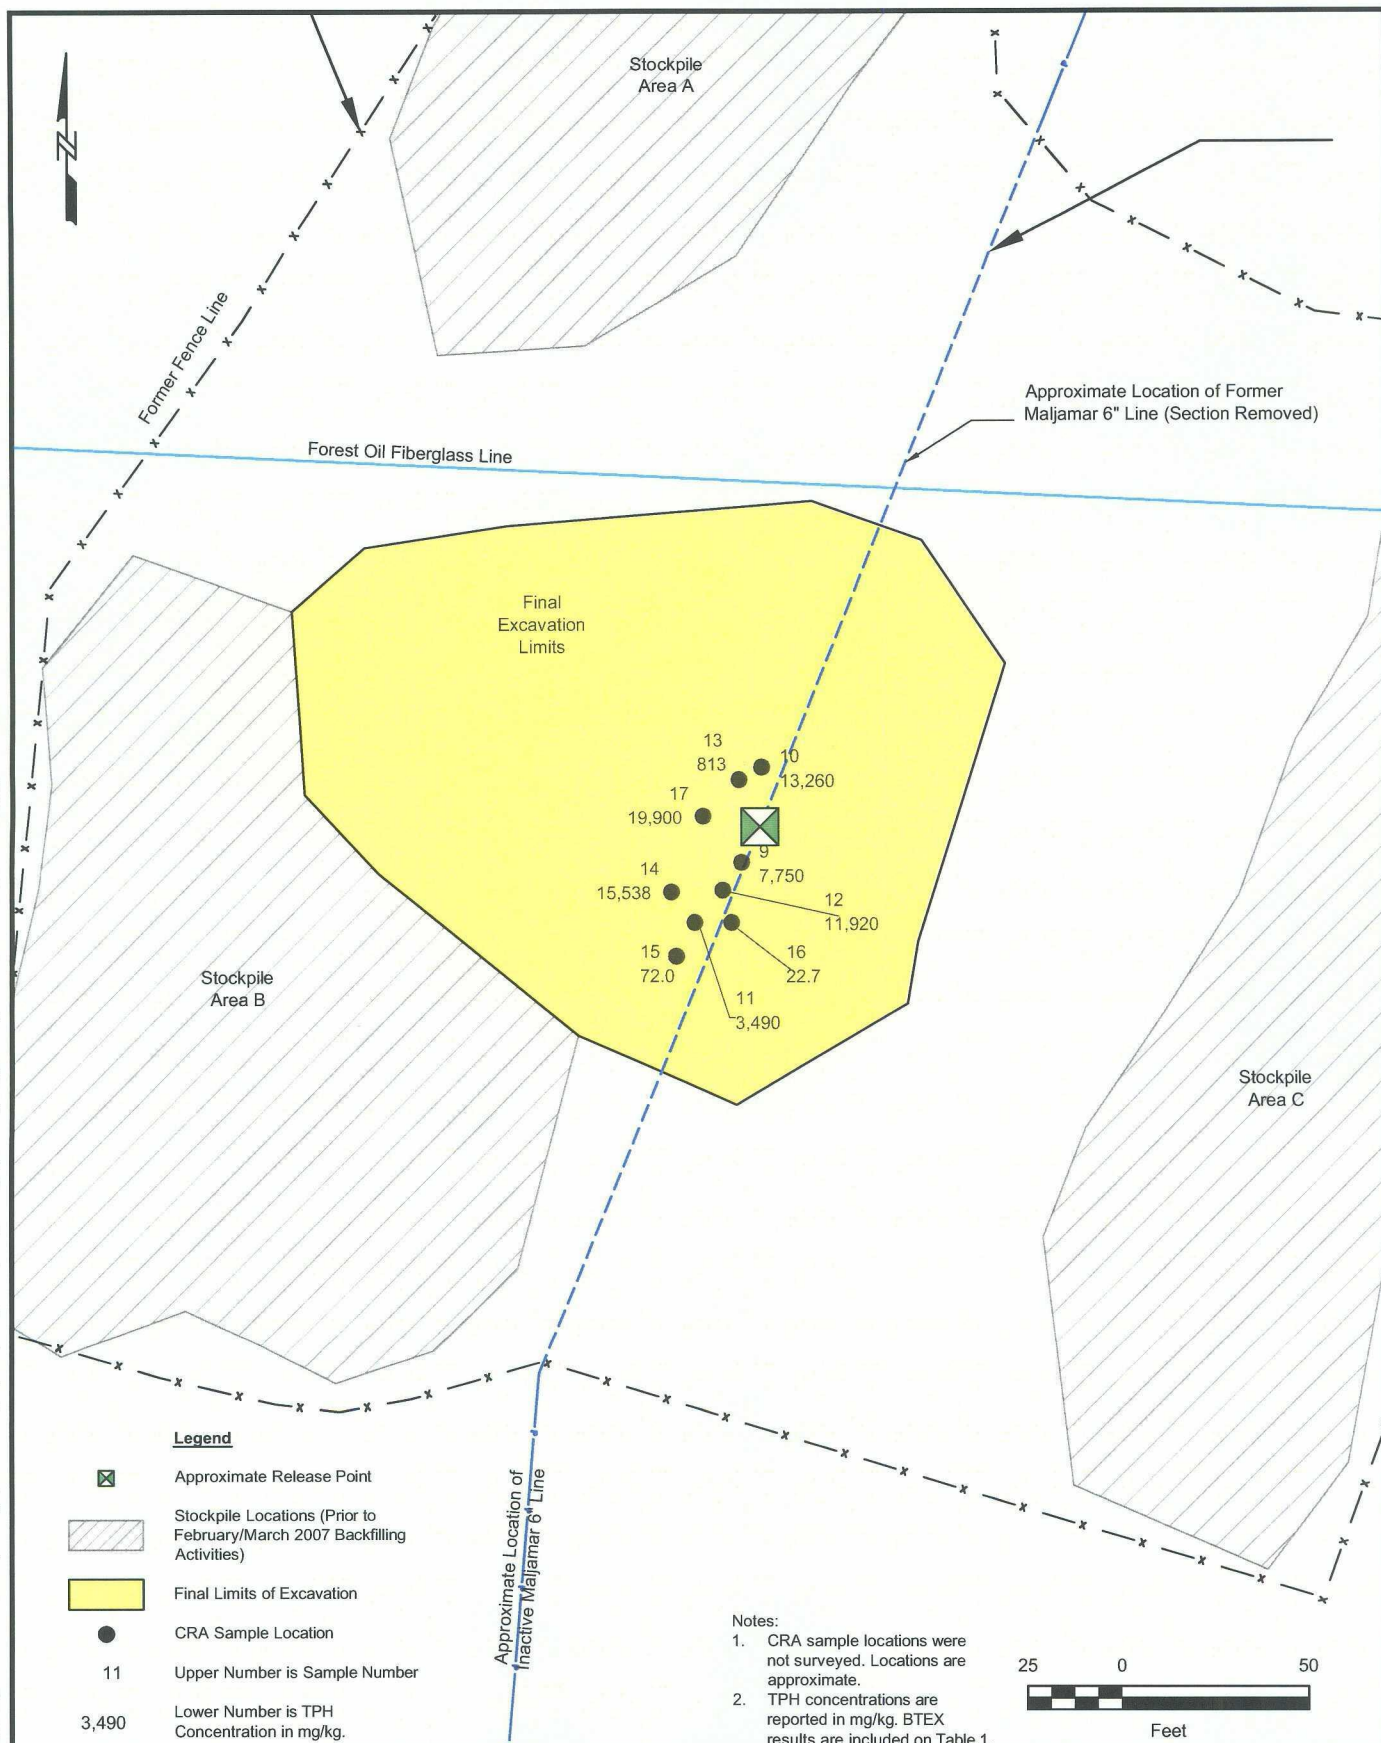 Stockpile
Area A
N
Former Fence Line
Approximate Location of Former
Maljamar 6" Line (Section Removed)
Forest Oil Fiberglass Line
Final
Excavation
Limits
13
813
10
13,260
17
19,900
9
7,750
14
15,538
12
11,920
15
72.0
16
22.7
11
3,490
Stockpile
Area B
Stockpile
Area C
Legend
Approximate Release Point
Stockpile Locations (Prior to
February/March 2007 Backfilling
Activities)
Final Limits of Excavation
CRA Sample Location
11
Upper Number is Sample Number
3,490
Lower Number is TPH
Concentration in mg/kg.
Approximate Location of
Inactive Maljamar 6" Line
Notes:
1. CRA sample locations were
not surveyed. Locations are
approximate.
2. TPH concentrations are
reported in mg/kg. BTEX
results are included on Table 1.
25 0 50
Feet